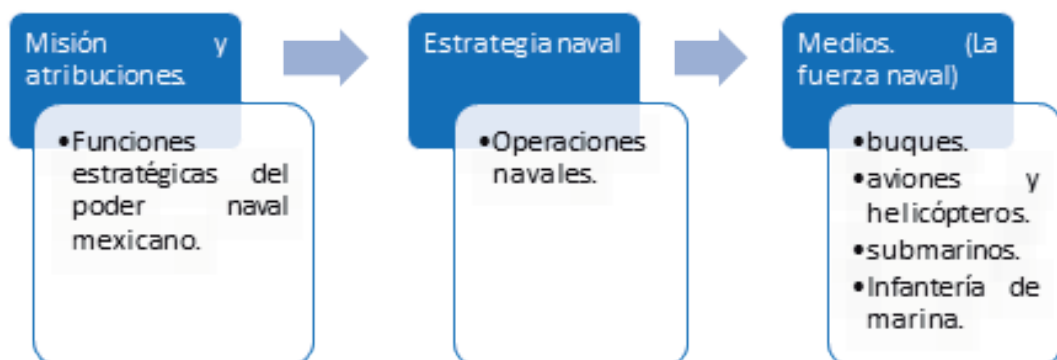 Misión y
atribuciones.
•Funciones
estratégicas del
poder naval
mexicano.
Estrategia naval
•Operaciones
navales.
Medios. (La
fuerza naval)
•buques.
•aviones y
helicópteros.
•submarinos.
•Infantería de
marina.